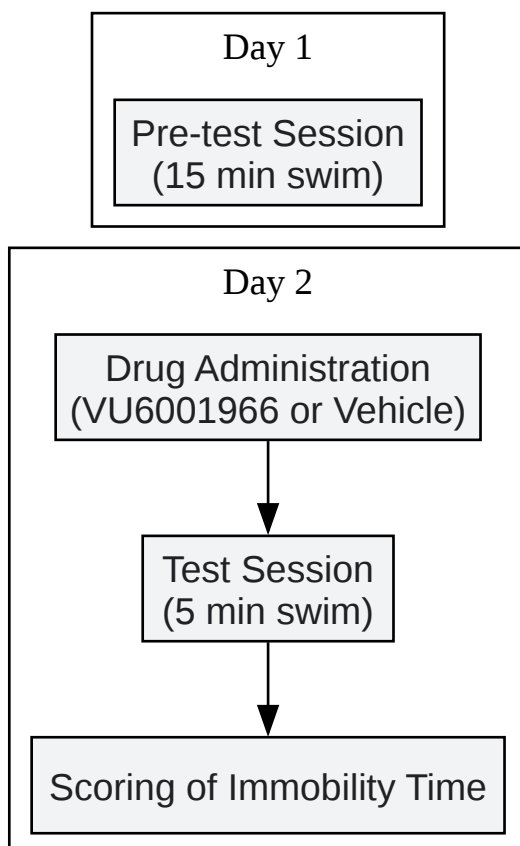 Day 1
Pre-test Session
(15 min swim)
Day 2
Drug Administration
(VU6001966 or Vehicle)
Test Session
(5 min swim)
Scoring of Immobility Time